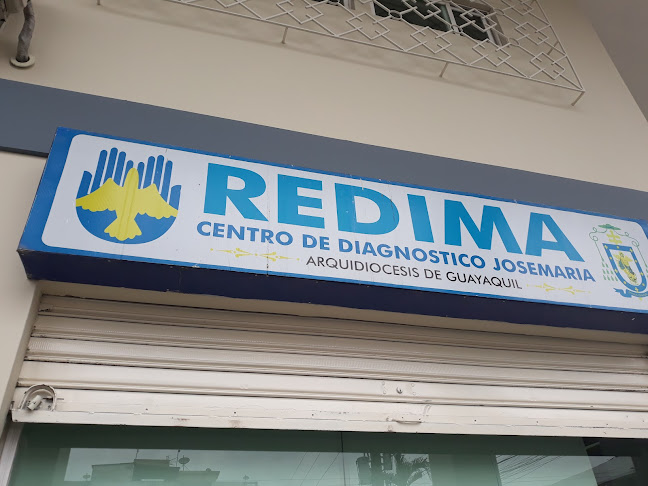 REDIMA
CENTRO DE DIAGNOSTICO JOSEMARIA
ARQUIDIOCESIS DE GUAYAQUIL